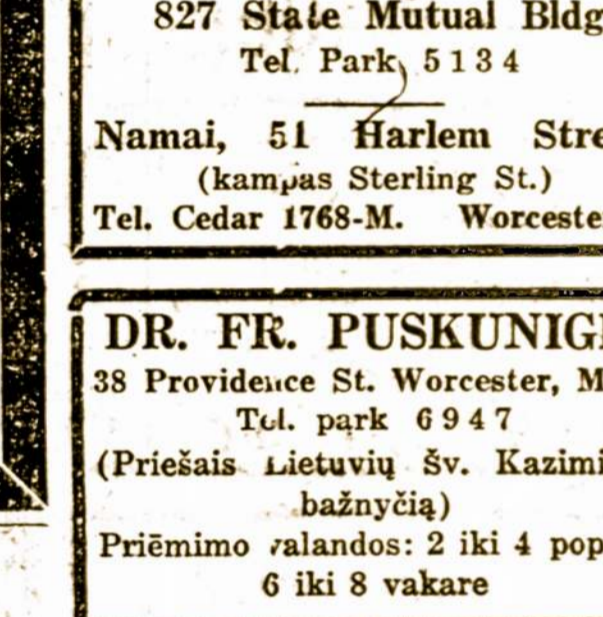 827 State Mutual Bldg
Tel. Park 5134
Namai, 51 Harlem Stre
(kampas Sterling St.)
Tel. Cedar 1768-M. Worceste
DR. FR. PUSKUNIG
38 Providence St. Worcester, M
Tel. park 6947
(Priešais Lietuvių Šv. Kazimi
bažnyčią)
Priēmimo valandos: 2 iki 4 pop
6 iki 8 vakare